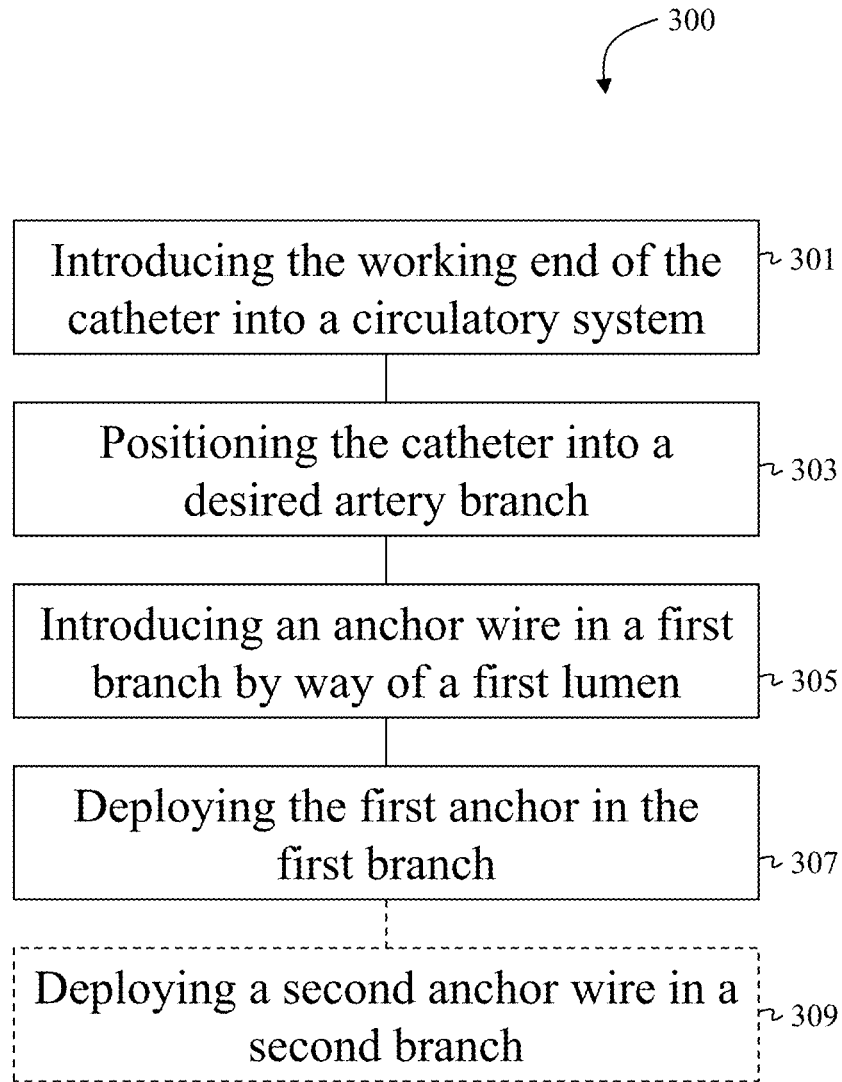 300
Introducing the working end of the
catheter into a circulatory system
301
Positioning the catheter into a
desired artery branch
303
Introducing an anchor wire in a first
branch by way of a first lumen
305
Deploying the first anchor in the
first branch
307
Deploying a second anchor wire in a
second branch
309